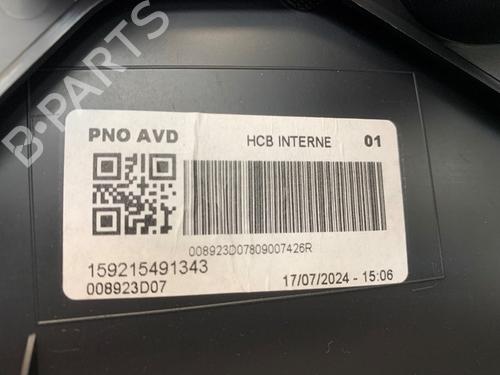 B-PARTS
PNO AVD HCB INTERNE 01
008923D07809007426R
159215491343
008923D07 17/07/2024 - 15:06